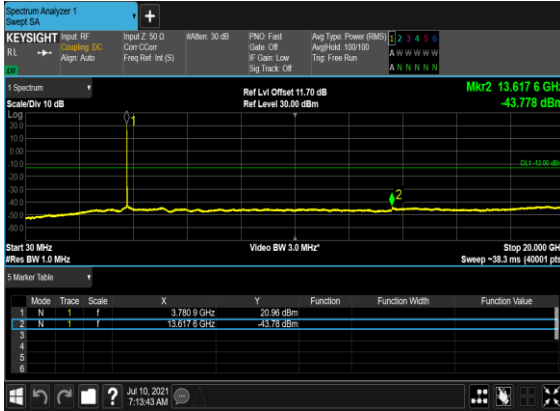 Spectrum Analyzer 1
Swept SA
+
KEYSIGHT Input: RF Input Z: 50 Ω #Atten: 30 dB PNO: Fast Avg Type: Power (RMS) 1 2 3 4 5 6
RL Coupling: DC Corr CCorr Gate: Off Avg|Hold: 100/100 A W W W W W
Align: Auto Freq Ref: Int (S) IF Gain: Low Trig: Free Run
Sig Track: Off A N N N N N
1 Spectrum Ref Lvl Offset 11.70 dB Mkr2 13.617 6 GHz
Scale/Div 10 dB Ref Level 30.00 dBm -43.778 dBm
Log
20.0
10.0
0.00
-10.0
-20.0
-30.0
-40.0
-50.0
-60.0
1
DL1 -13.00 dBm
2
Start 30 MHz Video BW 3.0 MHz* Stop 20.000 GHz
#Res BW 1.0 MHz Sweep ~38.3 ms (40001 pts)
5 Marker Table
Mode Trace Scale X Y Function Function Width Function Value
1 N 1 f 3.780 9 GHz 20.96 dBm
2 N 1 f 13.617 6 GHz -43.78 dBm
3
4
5
6
? Jul 10, 2021
7:13:43 AM